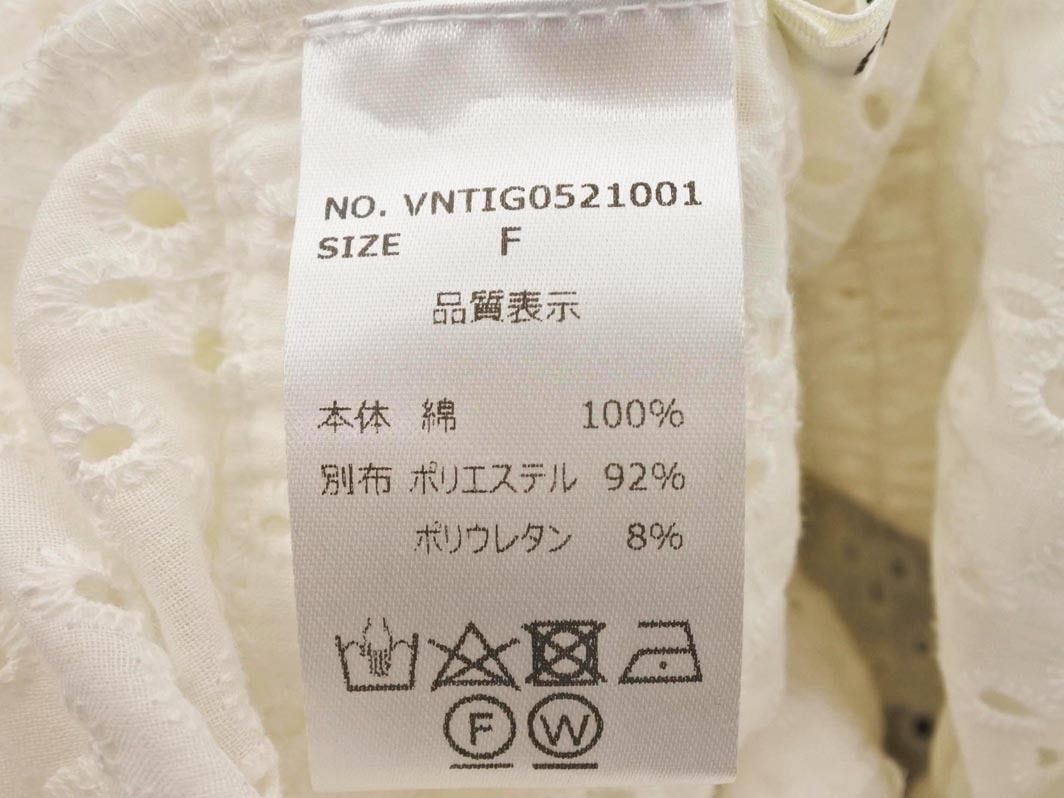 NO. VNTIG0521001
SIZE F
品質表示
本体 綿 100%
別布 ポリエステル 92%
ポリウレタン 8%
F W